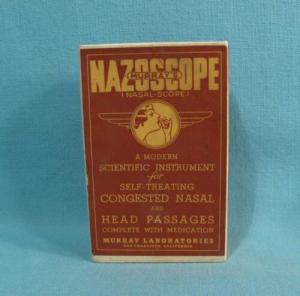 NAZOSCOPE
MURRAY'S
(NASAL-SCOPE)
A MODERN
SCIENTIFIC INSTRUMENT
for
SELF-TREATING
CONGESTED NASAL
AND
HEAD PASSAGES
COMPLETE WITH MEDICATION
MURRAY LABORATORIES
SAN FRANCISCO, CALIFORNIA